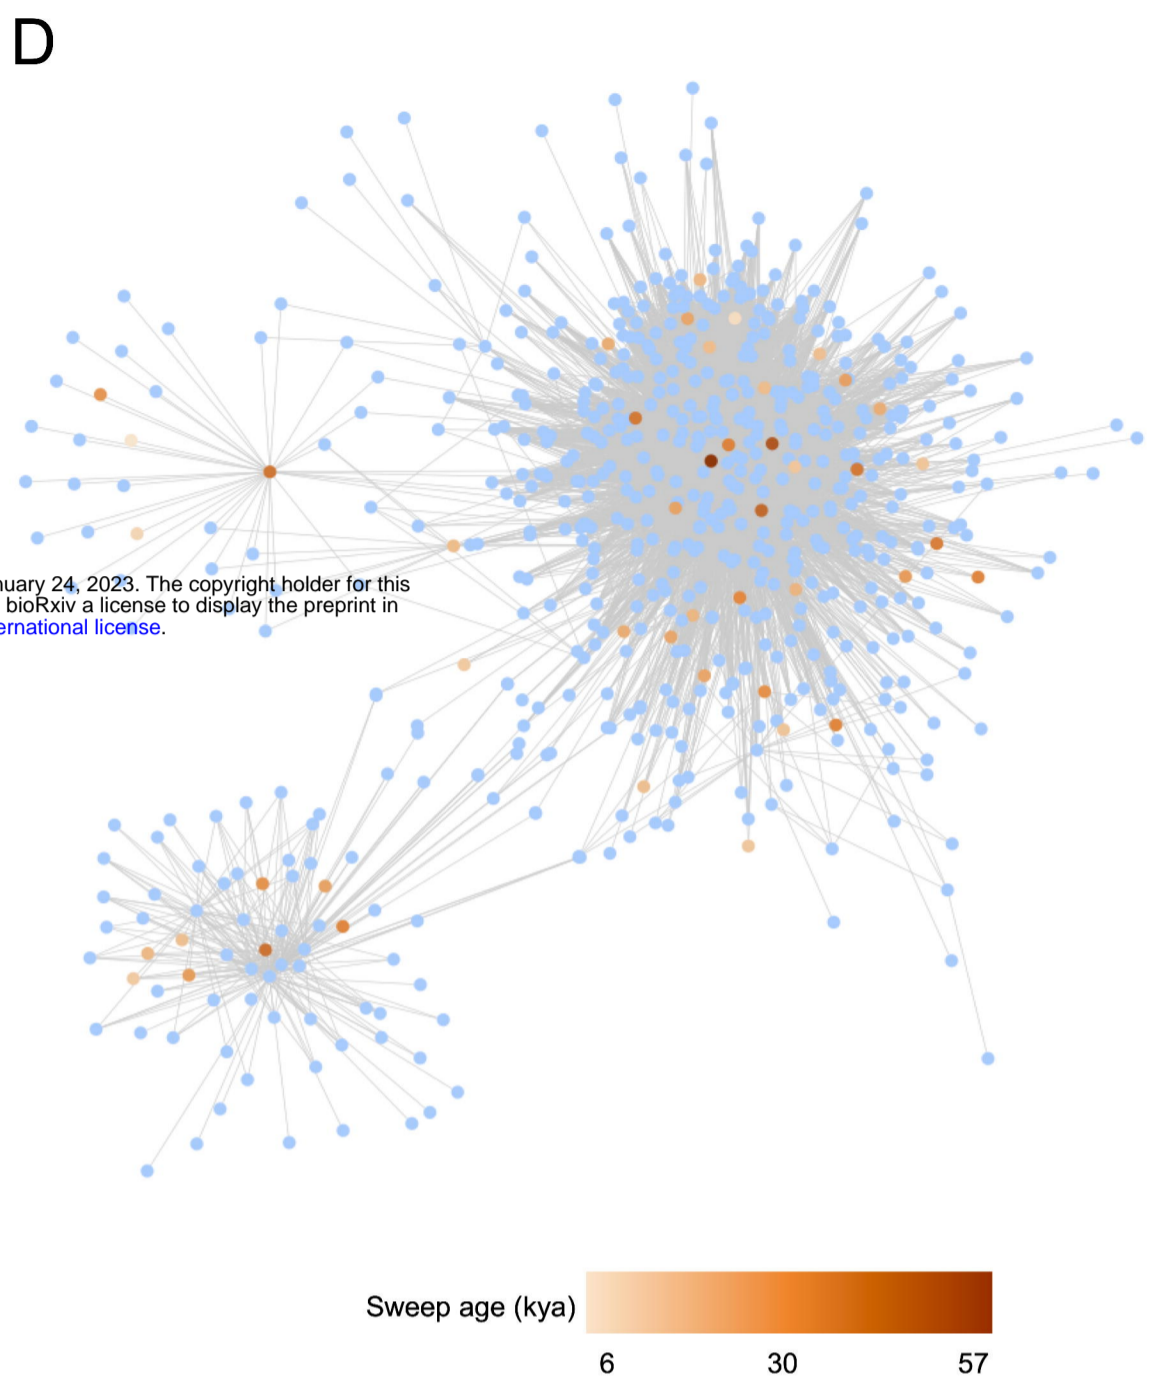 D
nuary 24, 2023. The copyright holder for this
bioRxiv a license to display the preprint in
ernational license.
Sweep age (kya)
6 30 57